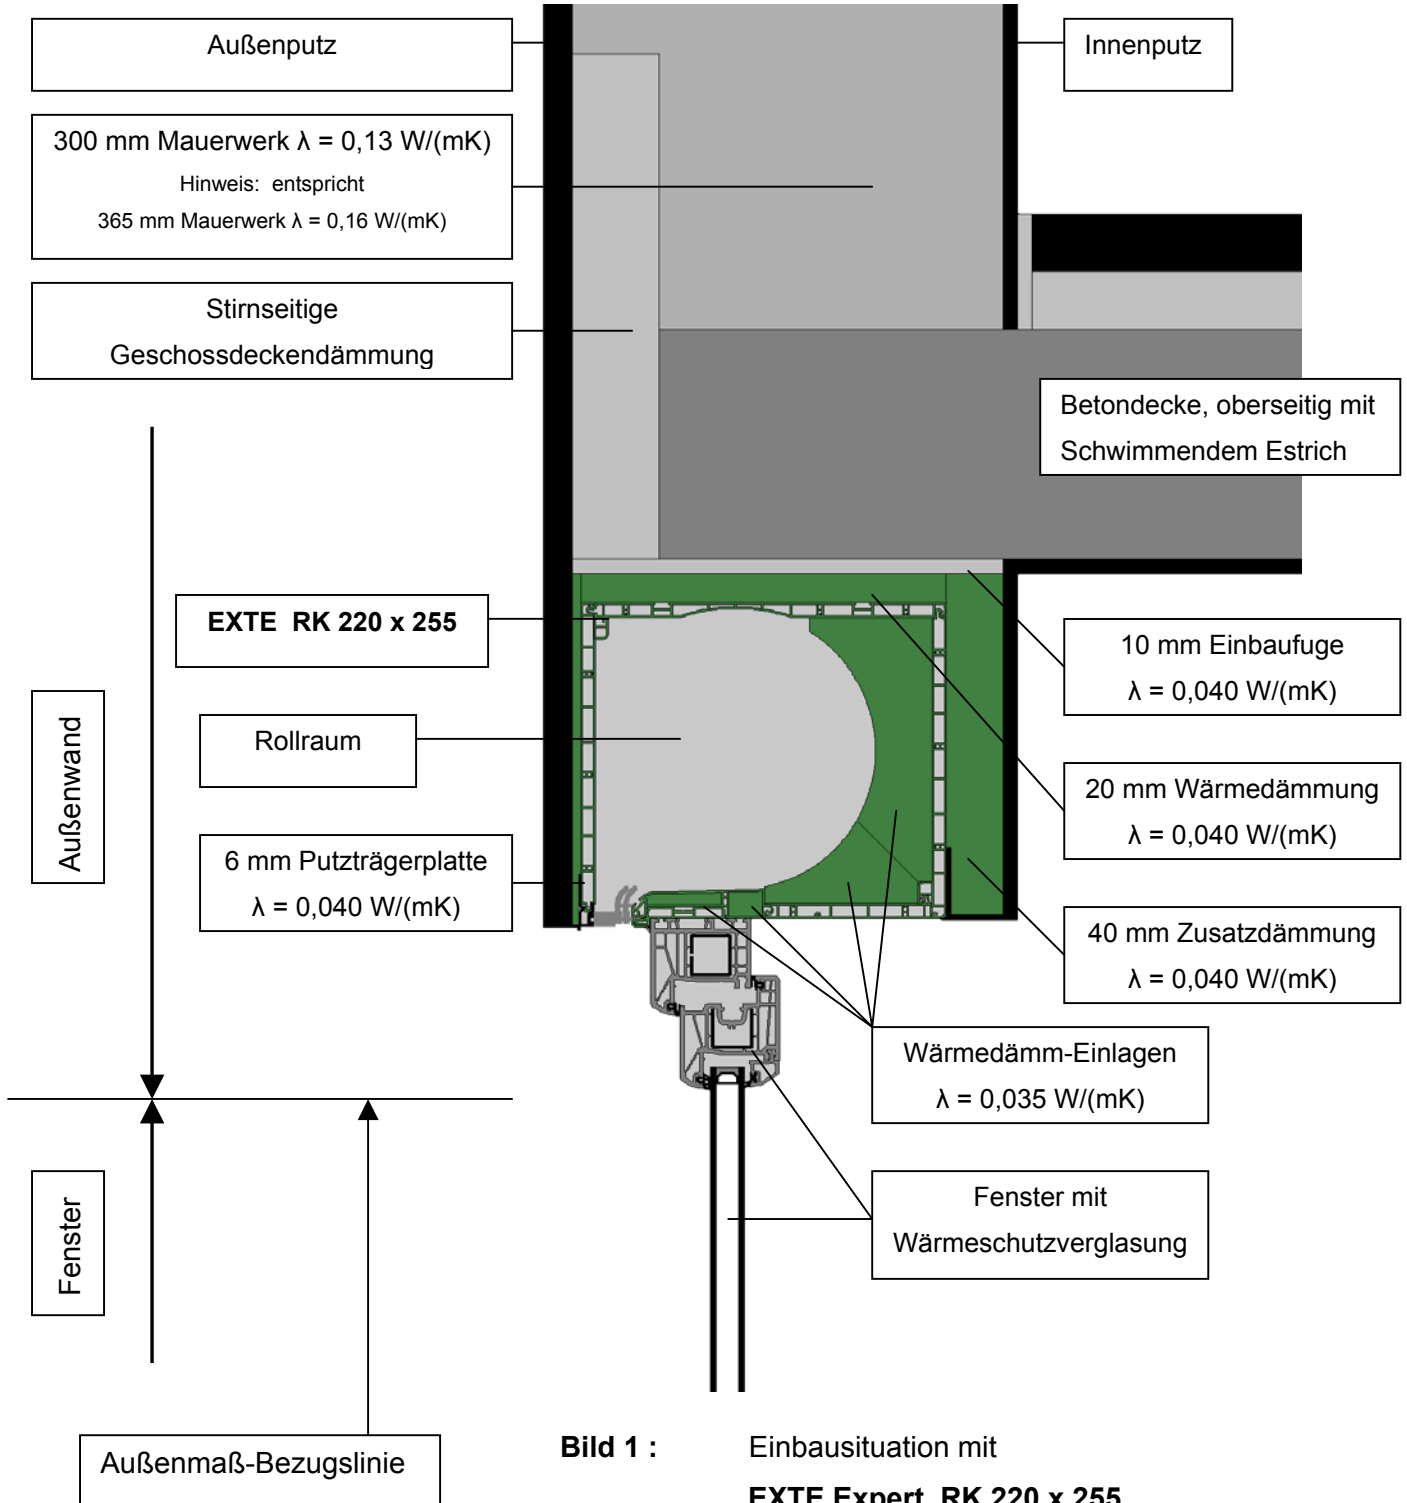 Außenputz
Innenputz
300 mm Mauerwerk λ = 0,13 W/(mK)
Hinweis: entspricht
365 mm Mauerwerk λ = 0,16 W/(mK)
Stirnseitige
Geschossdeckendämmung
Betondecke, oberseitig mit
Schwimmendem Estrich
EXTE RK 220 x 255
10 mm Einbaufuge
λ = 0,040 W/(mK)
Rollraum
Außenwand
20 mm Wärmedämmung
λ = 0,040 W/(mK)
6 mm Putzträgerplatte
λ = 0,040 W/(mK)
40 mm Zusatzdämmung
λ = 0,040 W/(mK)
Wärmedämm-Einlagen
λ = 0,035 W/(mK)
Fenster
Fenster mit
Wärmeschutzverglasung
Außenmaß-Bezugslinie
Bild 1 : Einbausituation mit
EXTE Expert RK 220 x 255